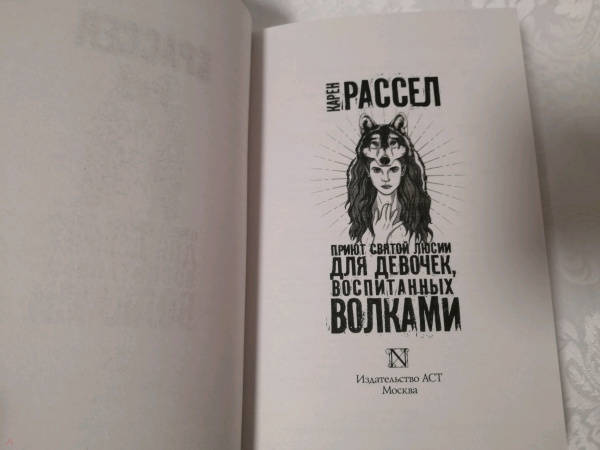 КАРЕН РАССЕЛ
ПРИЮТ СВЯТОЙ ЛЮСИИ
ДЛЯ ДЕВОЧЕК,
ВОСПИТАННЫХ
ВОЛКАМИ
N
Издательство АСТ
Москва